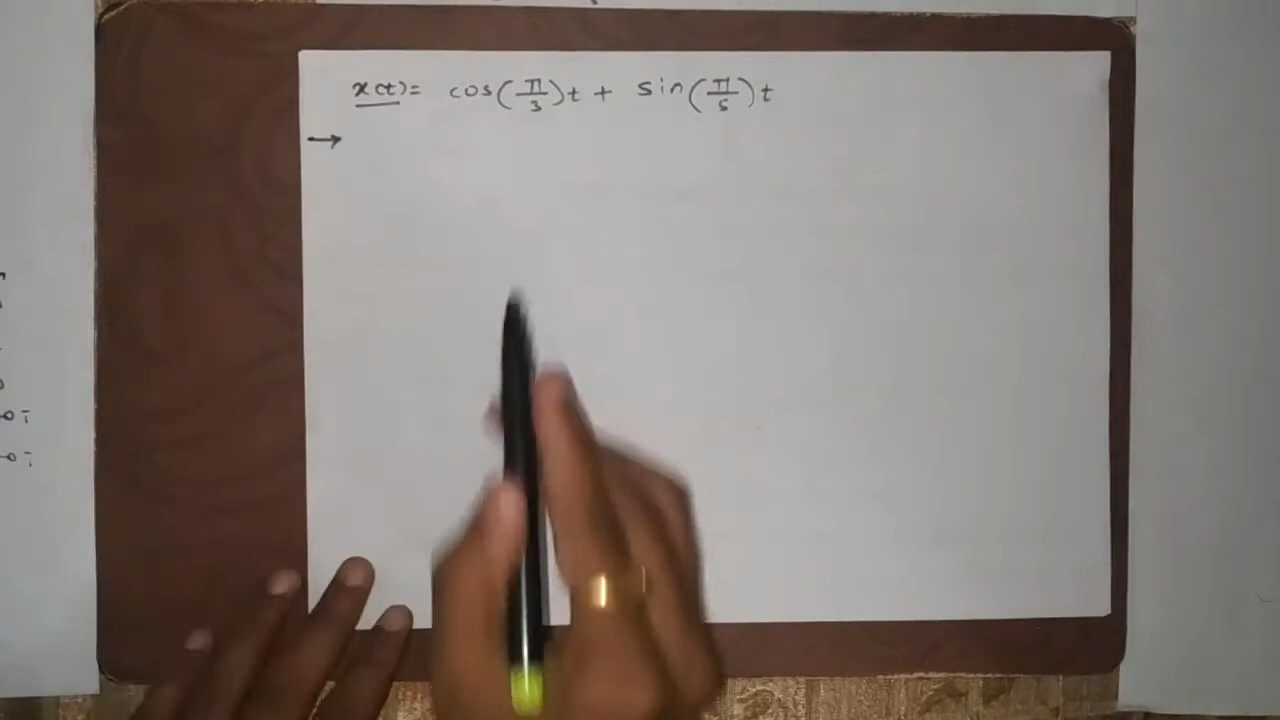 x(t)= cos(π/3)t + sin(π/5)t
→